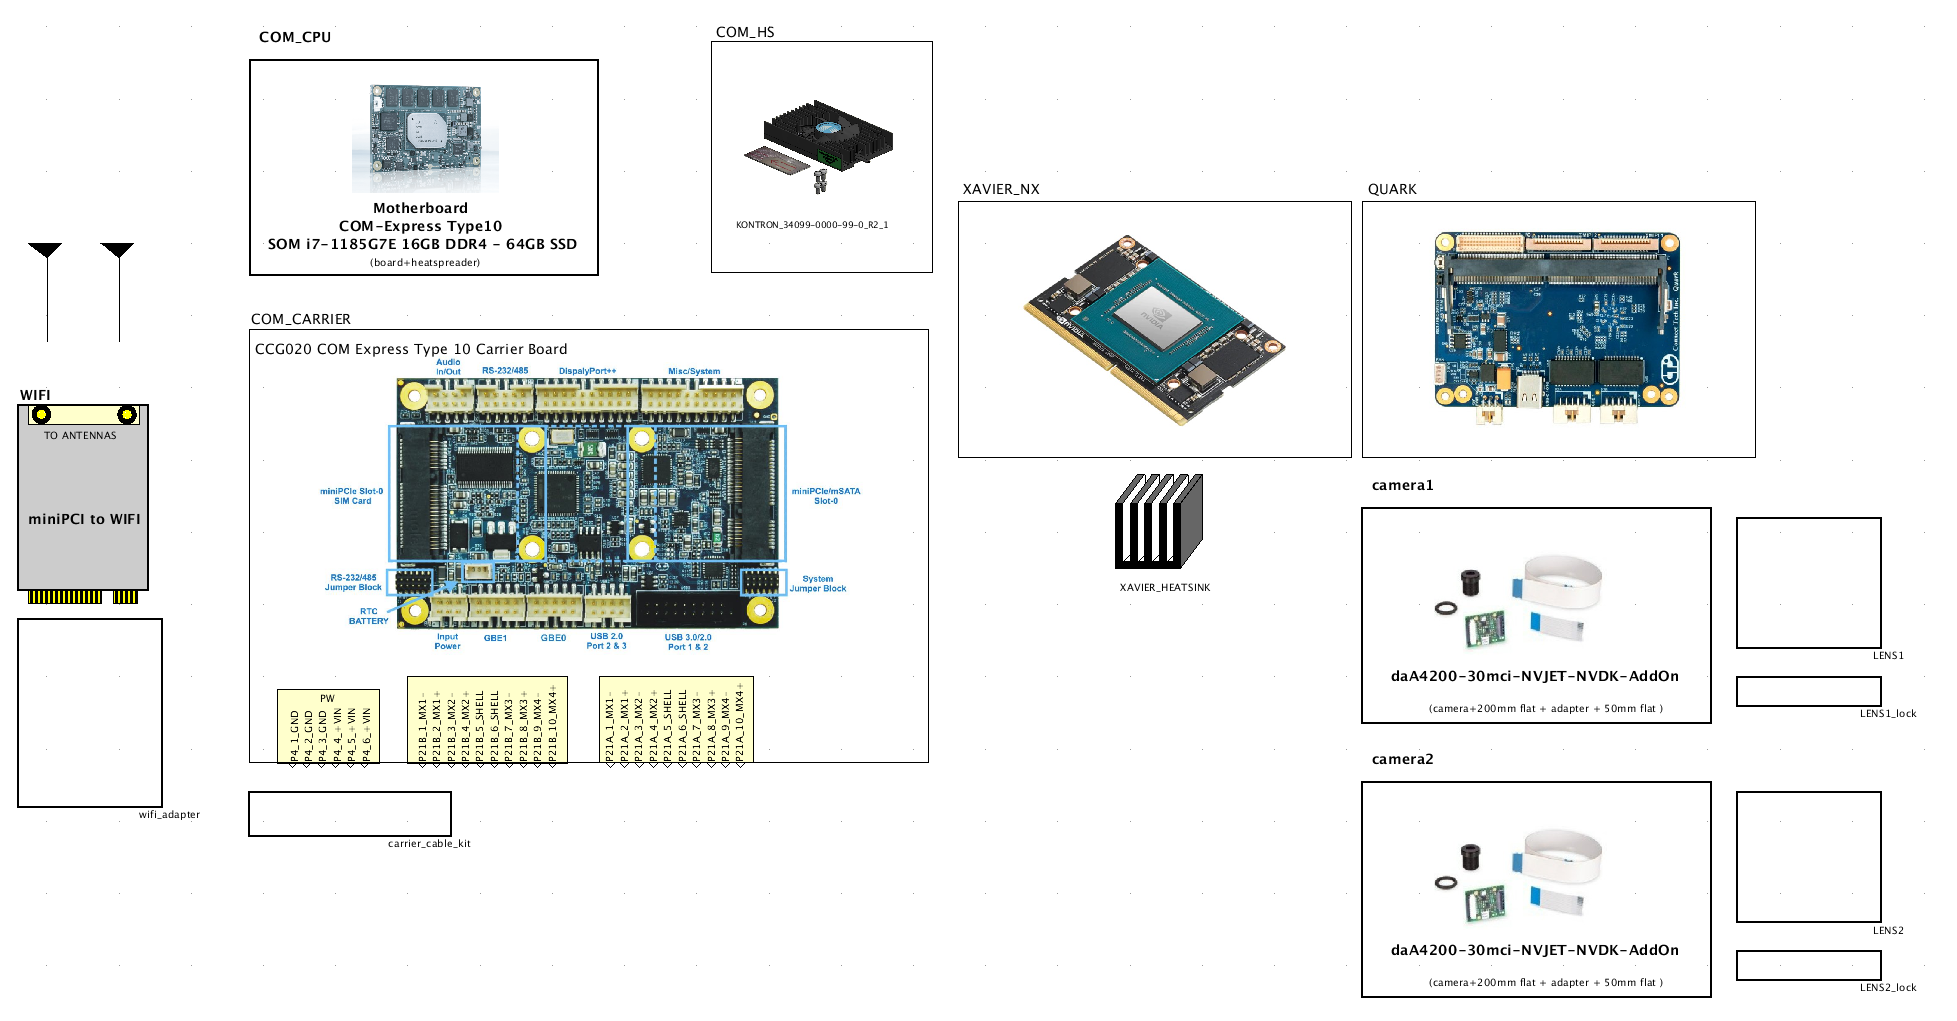 COM_CPU
Motherboard
COM-Express Type10
SOM i7-1185G7E 16GB DDR4 - 64GB SSD
(board+heatspreader)
COM_HS
KONTRON_34099-0000-99-0_R2_1
XAVIER_NX
NVIDIA
XAVIER_HEATSINK
QUARK
Quark
Connect Tech Inc.
WIFI
TO ANTENNAS
miniPCI to WIFI
wifi_adapter
COM_CARRIER
CCG020 COM Express Type 10 Carrier Board
Audio
In/Out
RS-232/485
DispalyPort++
Misc/System
miniPCIe Slot-0
SIM Card
miniPCIe/mSATA
Slot-0
RS-232/485
Jumper Block
System
Jumper Block
RTC
BATTERY
Input
Power
GBE1
GBE0
USB 2.0
Port 2 & 3
USB 3.0/2.0
Port 1 & 2
PW
P4_1_GND
P4_2_GND
P4_3_GND
P4_4_+VIN
P4_5_+VIN
P4_6_+VIN
P21B_1_MX1-
P21B_2_MX1+
P21B_3_MX2-
P21B_4_MX2+
P21B_5_SHELL
P21B_6_SHELL
P21B_7_MX3-
P21B_8_MX3+
P21B_9_MX4-
P21B_10_MX4+
P21A_1_MX1-
P21A_2_MX1+
P21A_3_MX2-
P21A_4_MX2+
P21A_5_SHELL
P21A_6_SHELL
P21A_7_MX3-
P21A_8_MX3+
P21A_9_MX4-
P21A_10_MX4+
carrier_cable_kit
camera1
daA4200-30mci-NVJET-NVDK-AddOn
(camera+200mm flat + adapter + 50mm flat )
LENS1
LENS1_lock
camera2
daA4200-30mci-NVJET-NVDK-AddOn
(camera+200mm flat + adapter + 50mm flat )
LENS2
LENS2_lock